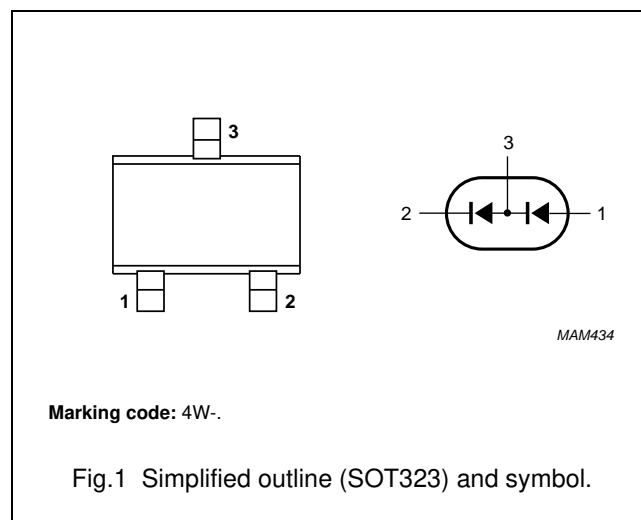 3
1
2
3
2
1
MAM434
Marking code: 4W-.
Fig.1 Simplified outline (SOT323) and symbol.